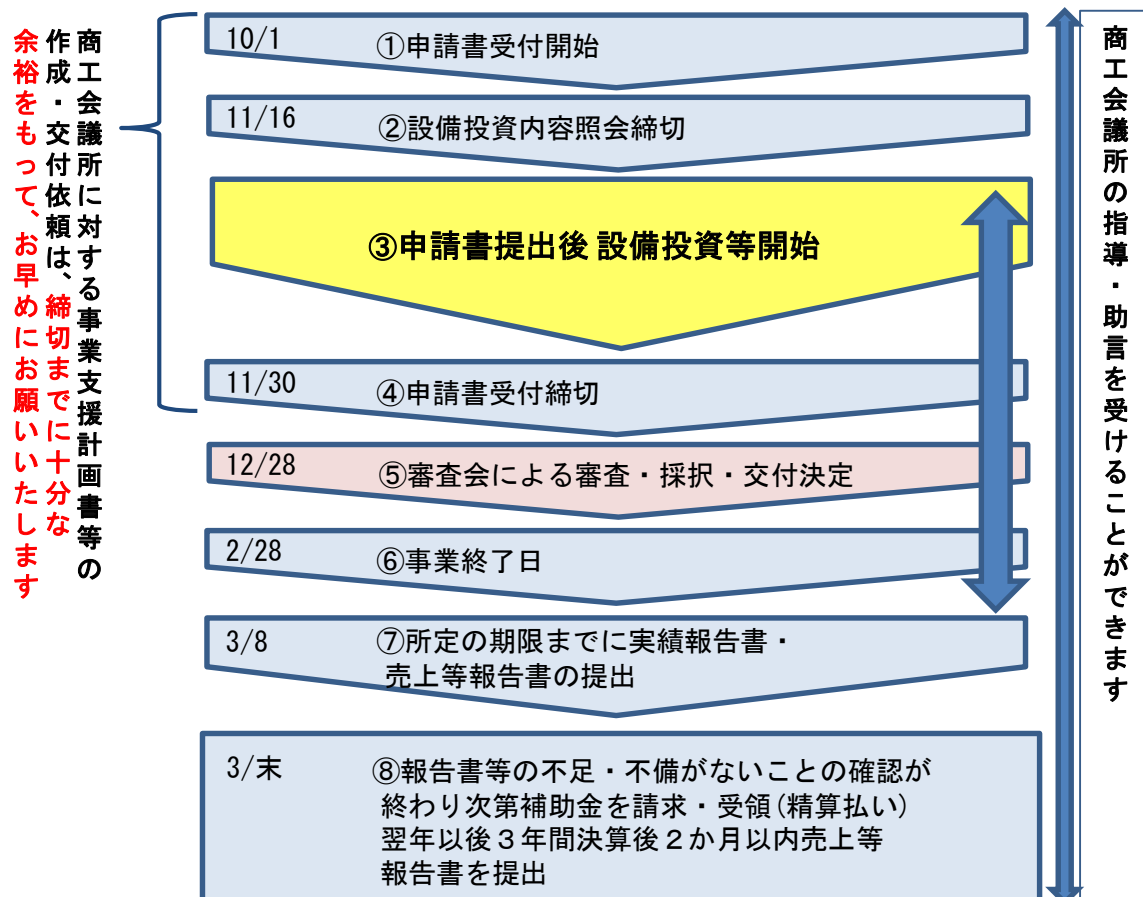 商工会議所に対する事業支援計画書等の
作成・交付依頼は、締切までに十分な
余裕をもって、お早めにお願いいたします
10/1 ①申請書受付開始
11/16 ②設備投資内容照会締切
③申請書提出後 設備投資等開始
11/30 ④申請書受付締切
12/28 ⑤審査会による審査・採択・交付決定
2/28 ⑥事業終了日
3/8 ⑦所定の期限までに実績報告書・
売上等報告書の提出
3/末 ⑧報告書等の不足・不備がないことの確認が
終わり次第補助金を請求・受領(精算払い)
翌年以後３年間決算後２か月以内売上等
報告書を提出
商工会議所の指導・助言を受けることができます